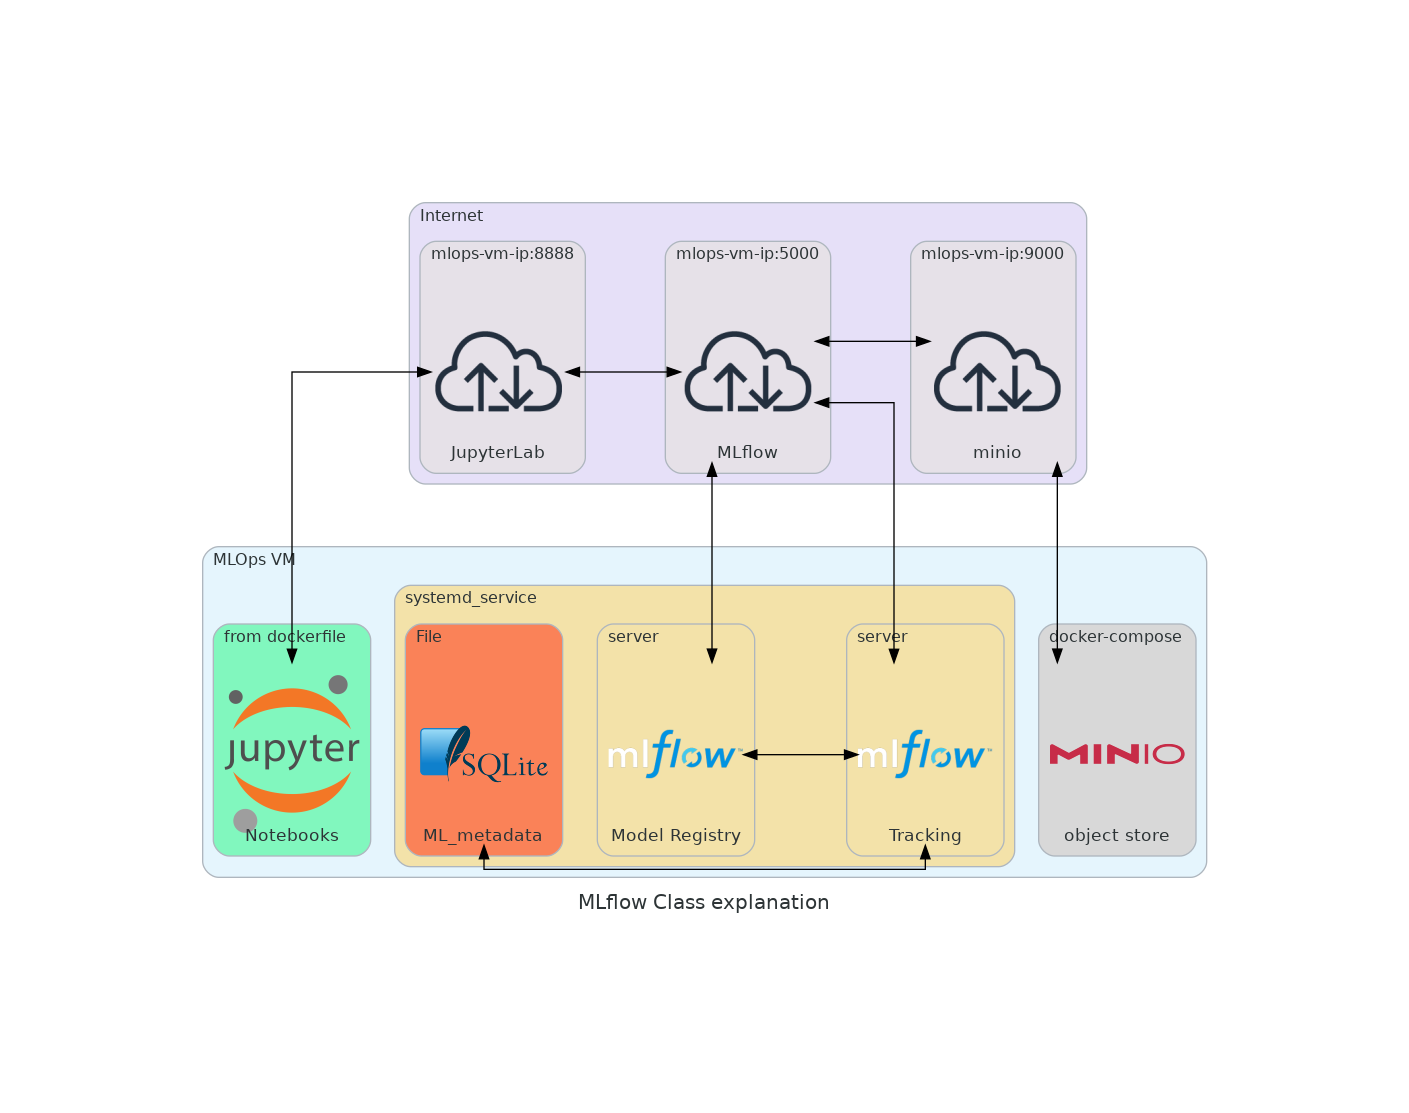 Internet
mlops-vm-ip:8888
mlops-vm-ip:5000
mlops-vm-ip:9000
JupyterLab
MLflow
minio
MLOps VM
systemd_service
from dockerfile
File
server
server
docker-compose
jupyter
SQLite
mlflow™
mlflow™
MINIO
Notebooks
ML_metadata
Model Registry
Tracking
object store
MLflow Class explanation